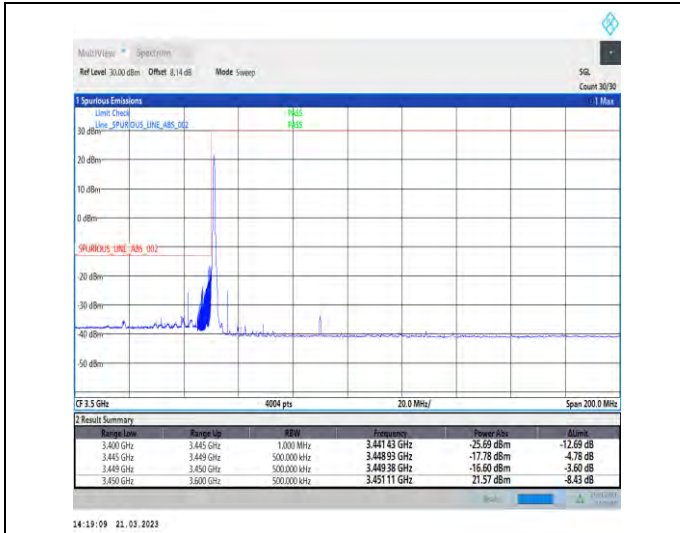 MultiView Spectrum
Ref Level 30.00 dBm Offset 8.14 dB Mode Sweep SGL
Count 30/30
1 Spurious Emissions 1 Max
Limit Check PASS
Line _SPURIOUS_LINE_ABS_002 PASS
30 dBm
20 dBm
10 dBm
0 dBm
SPURIOUS_LINE_ABS_002
-20 dBm
-30 dBm
-40 dBm
-50 dBm
CF 3.5 GHz 4004 pts 20.0 MHz/ Span 200.0 MHz
2 Result Summary
Range Low Range Up RBW Frequency Power Abs ΔLimit
3.400 GHz 3.445 GHz 1.000 MHz 3.441 43 GHz -25.69 dBm -12.69 dB
3.445 GHz 3.449 GHz 500.000 kHz 3.448 93 GHz -17.78 dBm -4.78 dB
3.449 GHz 3.450 GHz 500.000 kHz 3.449 38 GHz -16.60 dBm -3.60 dB
3.450 GHz 3.600 GHz 500.000 kHz 3.451 11 GHz 21.57 dBm -8.43 dB
14:19:09 21.03.2023